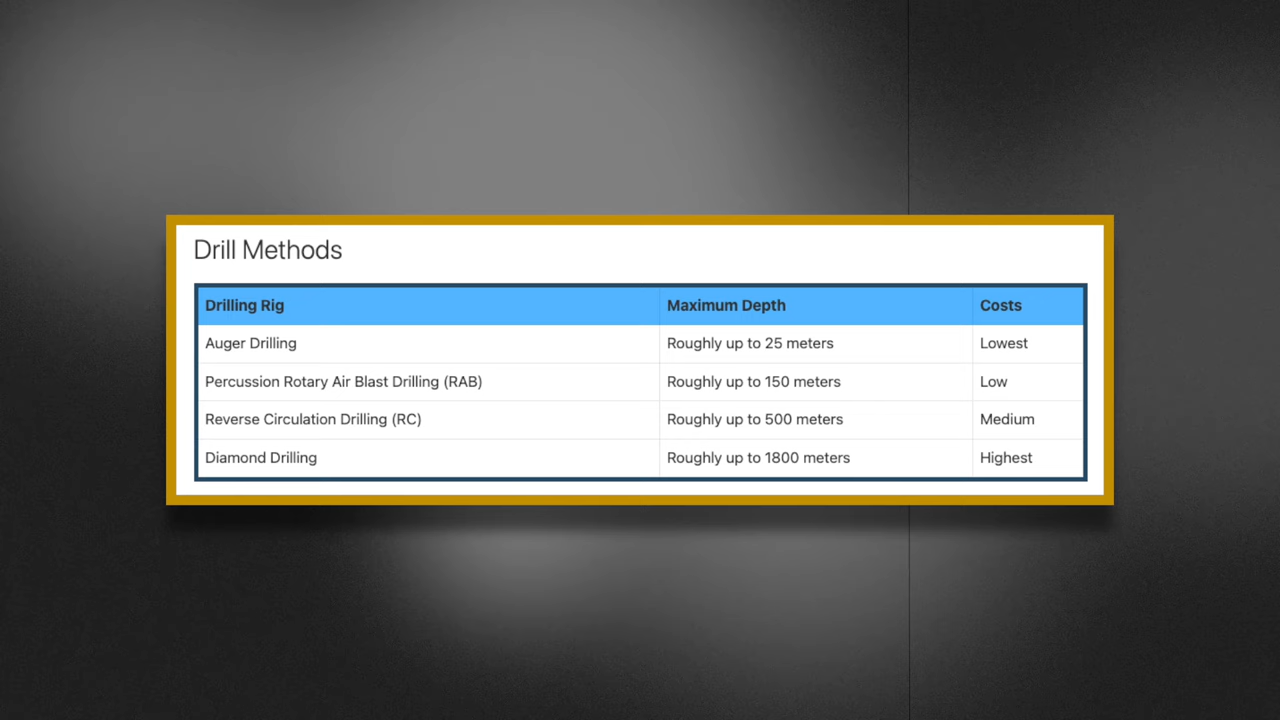 Drill Methods
Drilling Rig Maximum Depth Costs
Auger Drilling Roughly up to 25 meters Lowest
Percussion Rotary Air Blast Drilling (RAB) Roughly up to 150 meters Low
Reverse Circulation Drilling (RC) Roughly up to 500 meters Medium
Diamond Drilling Roughly up to 1800 meters Highest